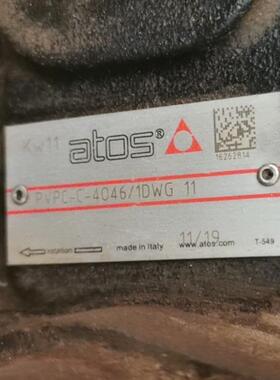 KW11 atos®
16262814
PVPC-C-4046/1DWG 11
11/19
rotation made in Italy www.atos.com T-549